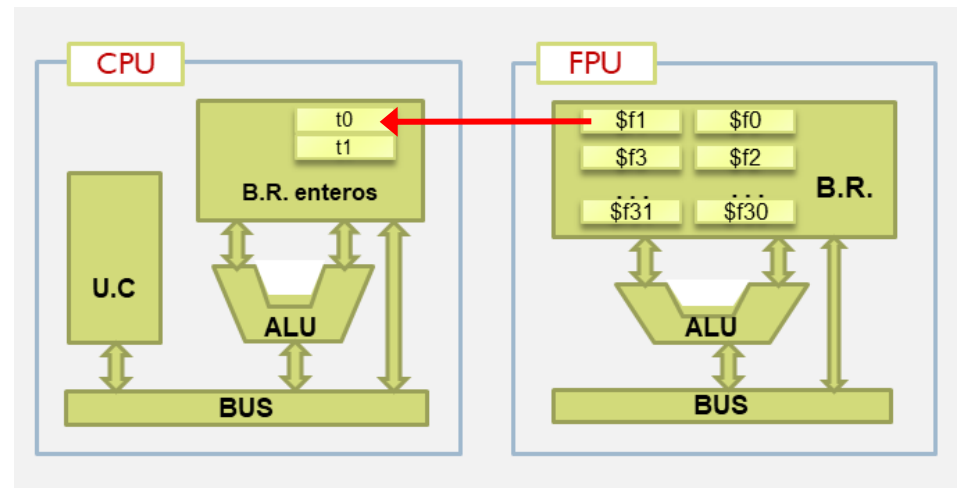 CPU
t0
t1
B.R. enteros
U.C
ALU
BUS
FPU
$f1 $f0
$f3 $f2
... ...
$f31 $f30
B.R.
ALU
BUS